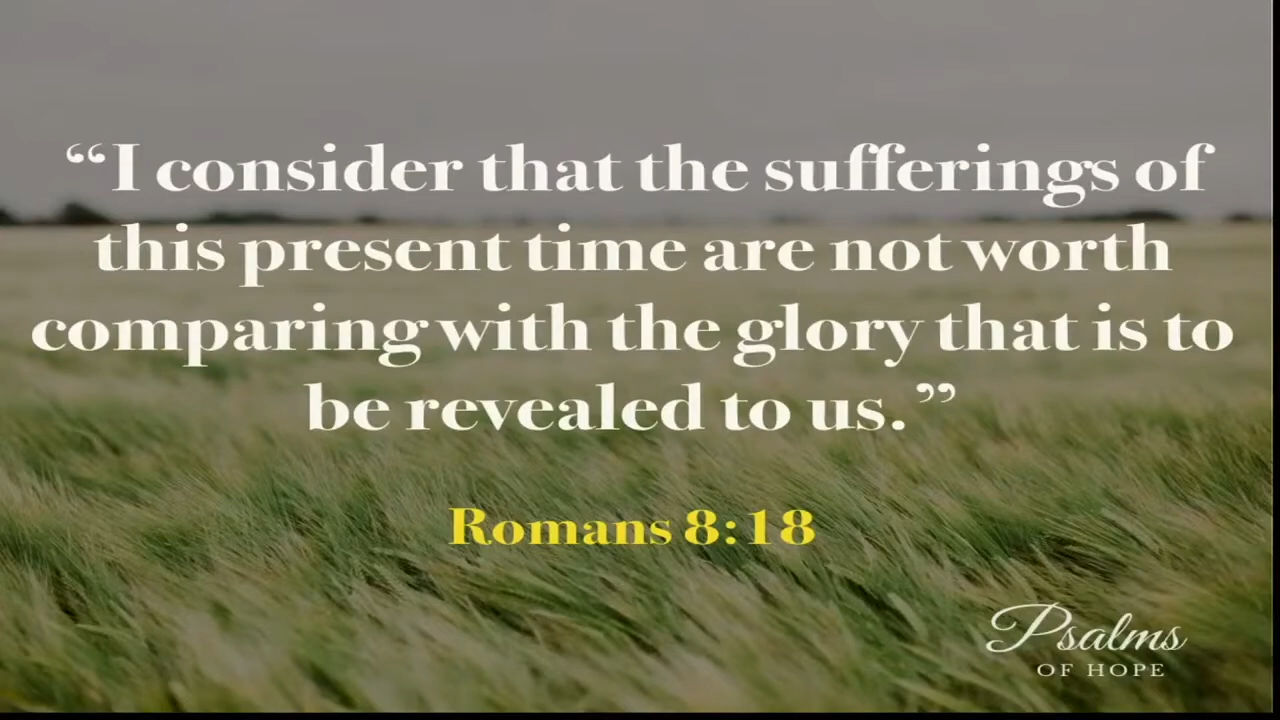 “I consider that the sufferings of
this present time are not worth
comparing with the glory that is to
be revealed to us.”
Romans 8:18
Psalms
OF HOPE